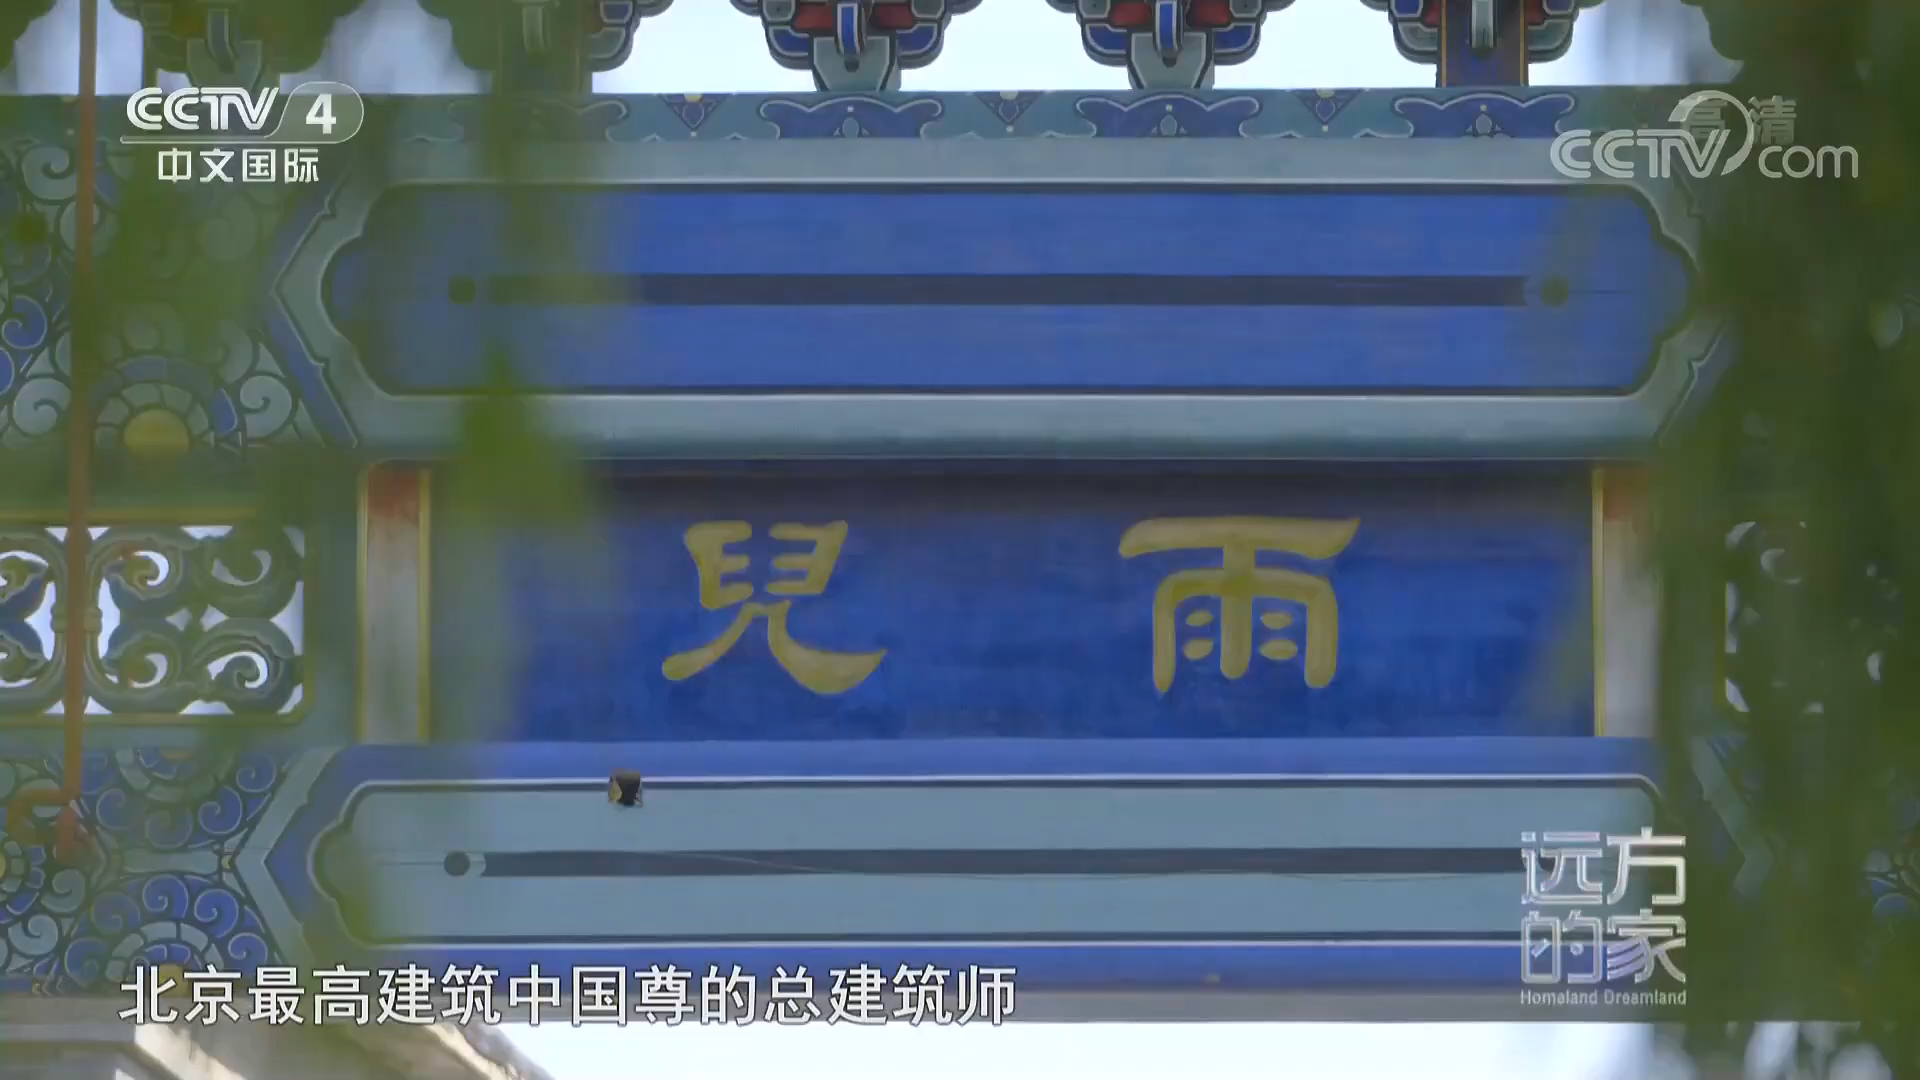 CCTV 4
中文国际
高清
CCTV.com
雨兒
远方
的家
Homeland Dreamland
北京最高建筑中国尊的总建筑师